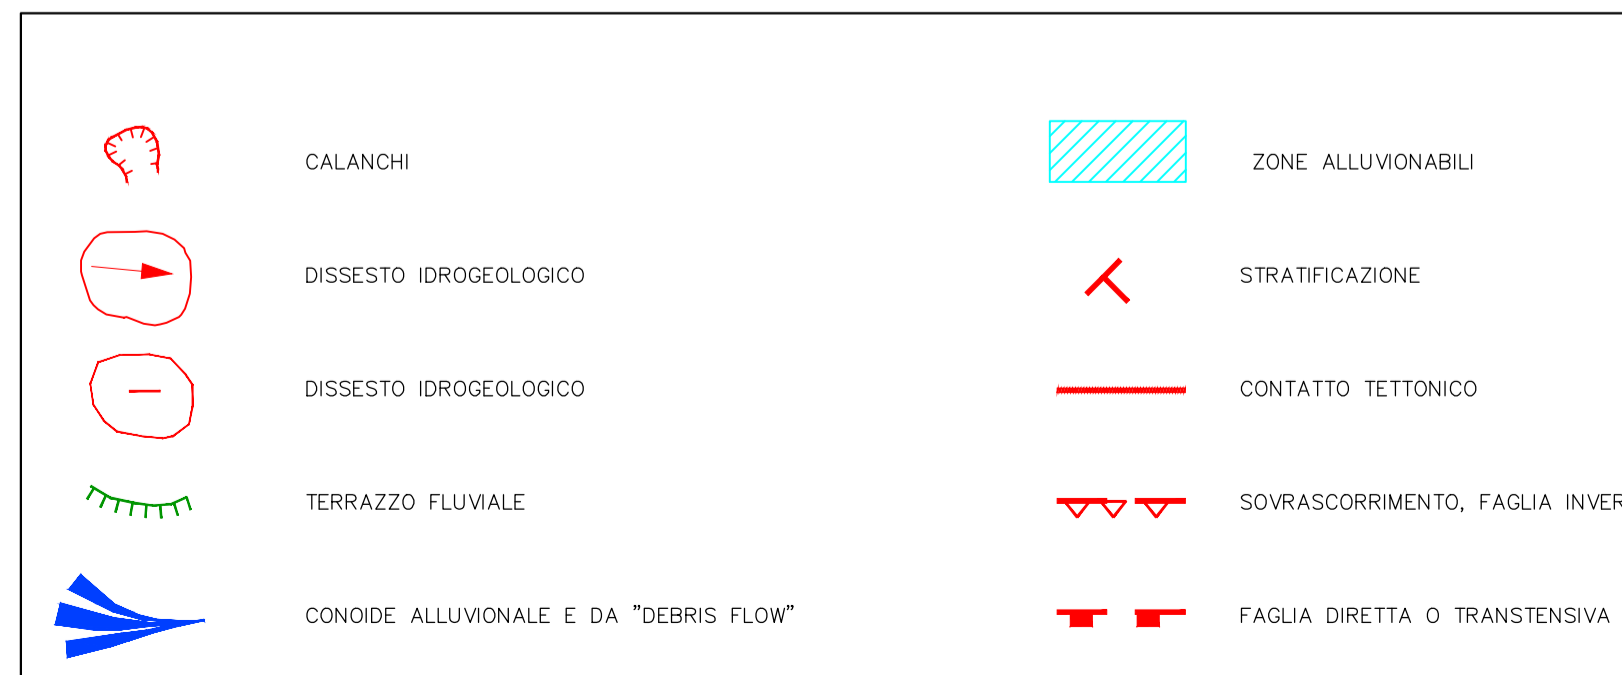 CALANCHI
DISSESTO IDROGEOLOGICO
DISSESTO IDROGEOLOGICO
TERRAZZO FLUVIALE
CONOIDE ALLUVIONALE E DA "DEBRIS FLOW"
ZONE ALLUVIONABILI
STRATIFICAZIONE
CONTATTO TETTONICO
SOVRASCORRIMENTO, FAGLIA
FAGLIA DIRETTA O TRANSTENSIVA